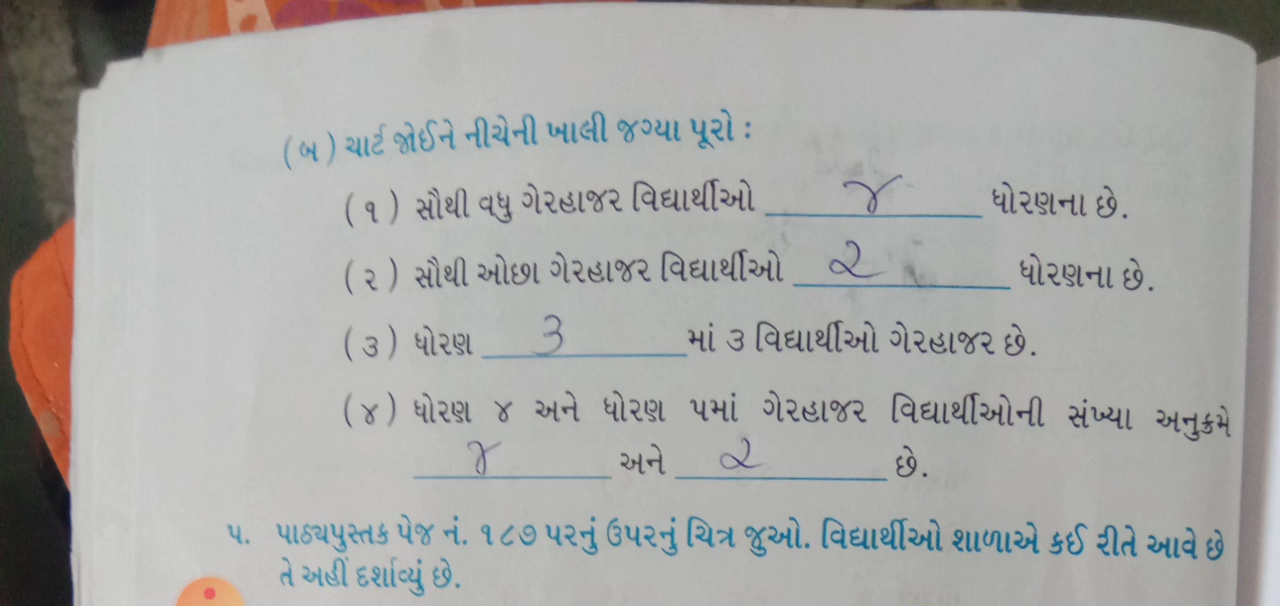 (બ) ચાર્ટ જોઈને નીચેની ખાલી જગ્યા પૂરો :
(૧) સૌથી વધુ ગેરહાજર વિદ્યાર્થીઓ ૪ ધોરણના છે.
(૨) સૌથી ઓછા ગેરહાજર વિદ્યાર્થીઓ ૨ ધોરણના છે.
(૩) ધોરણ ૩ માં ૩ વિદ્યાર્થીઓ ગેરહાજર છે.
(૪) ધોરણ ૪ અને ધોરણ ૫માં ગેરહાજર વિદ્યાર્થીઓની સંખ્યા અનુક્રમે
૪ અને ૨ છે.
૫. પાઠ્યપુસ્તક પેજ નં. ૧૮૭ પરનું ઉપરનું ચિત્ર જુઓ. વિદ્યાર્થીઓ શાળાએ કઈ રીતે આવે છે
તે અહીં દર્શાવ્યું છે.